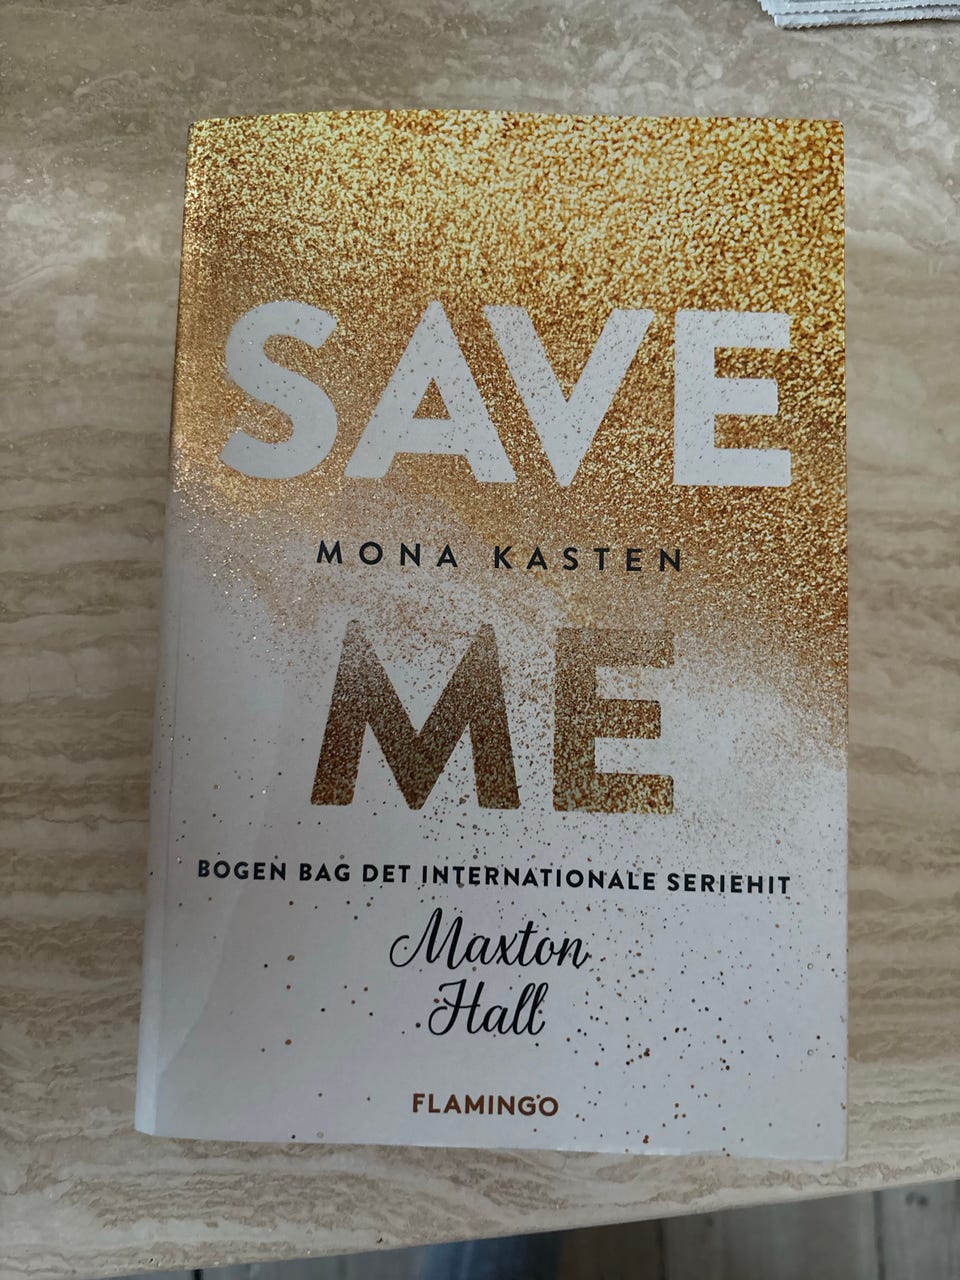 SAVE
MONA KASTEN
ME
BOGEN BAG DET INTERNATIONALE SERIEHIT
Maxton
Hall
FLAMINGO